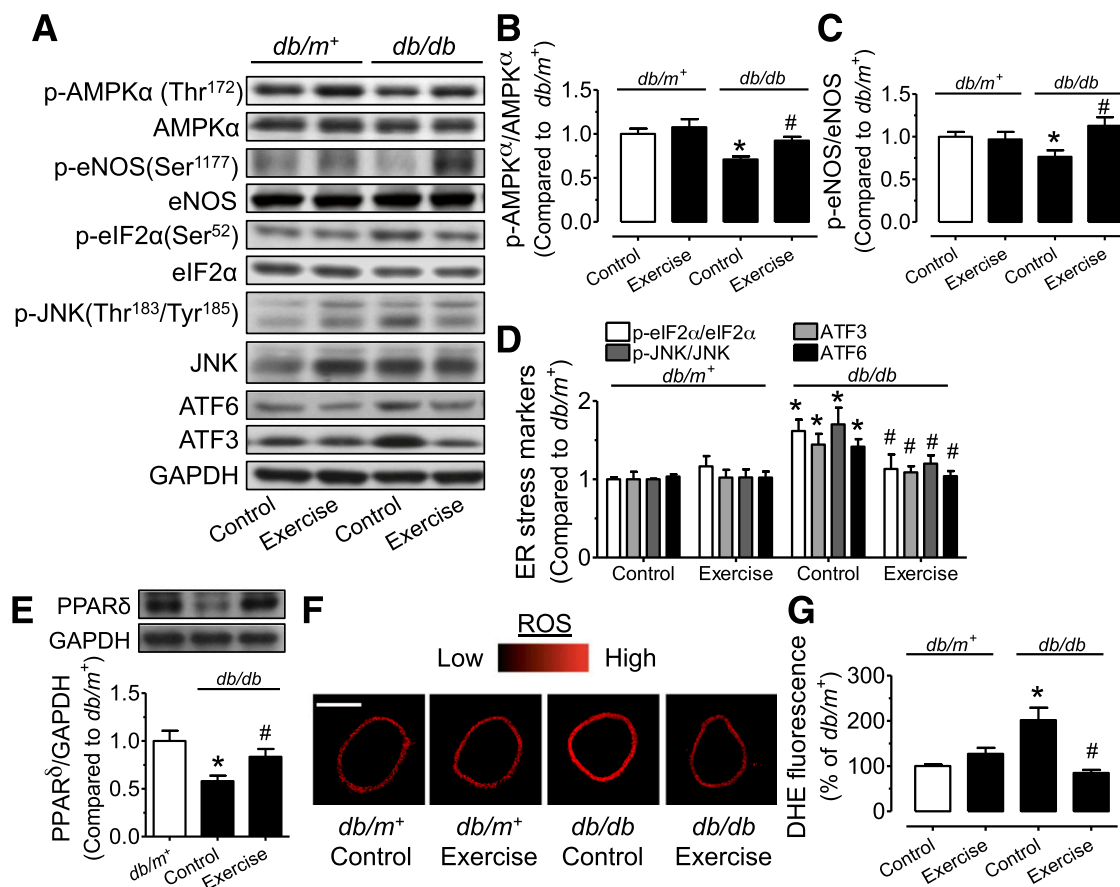 A
db/m⁺ db/db
p-AMPKα (Thr¹⁷²)
AMPKα
p-eNOS(Ser¹¹⁷⁷)
eNOS
p-eIF2α(Ser⁵²)
eIF2α
p-JNK(Thr¹⁸³/Tyr¹⁸⁵)
JNK
ATF6
ATF3
GAPDH
Control Exercise Control Exercise
B
p-AMPKᵅ/AMPKᵅ
(Compared to db/m⁺)
db/m⁺ db/db
1.5
1.0
0.5
0.0
* #
Control Exercise Control Exercise
C
p-eNOS/eNOS
(Compared to db/m⁺)
db/m⁺ db/db
1.5
1.0
0.5
0.0
* #
Control Exercise Control Exercise
D
p-eIF2α/eIF2α ATF3
p-JNK/JNK ATF6
db/m⁺ db/db
ER stress markers
(Compared to db/m⁺)
2
1
0
* * * * # # # #
Control Exercise Control Exercise
E
PPARδ
GAPDH
PPARᵟ/GAPDH
(Compared to db/m⁺)
db/db
1.5
1.0
0.5
0.0
* #
db/m⁺ Control Exercise
F
ROS
Low High
db/m⁺ db/m⁺ db/db db/db
Control Exercise Control Exercise
G
DHE fluorescence
(% of db/m⁺)
db/m⁺ db/db
300
200
100
0
* #
Control Exercise Control Exercise